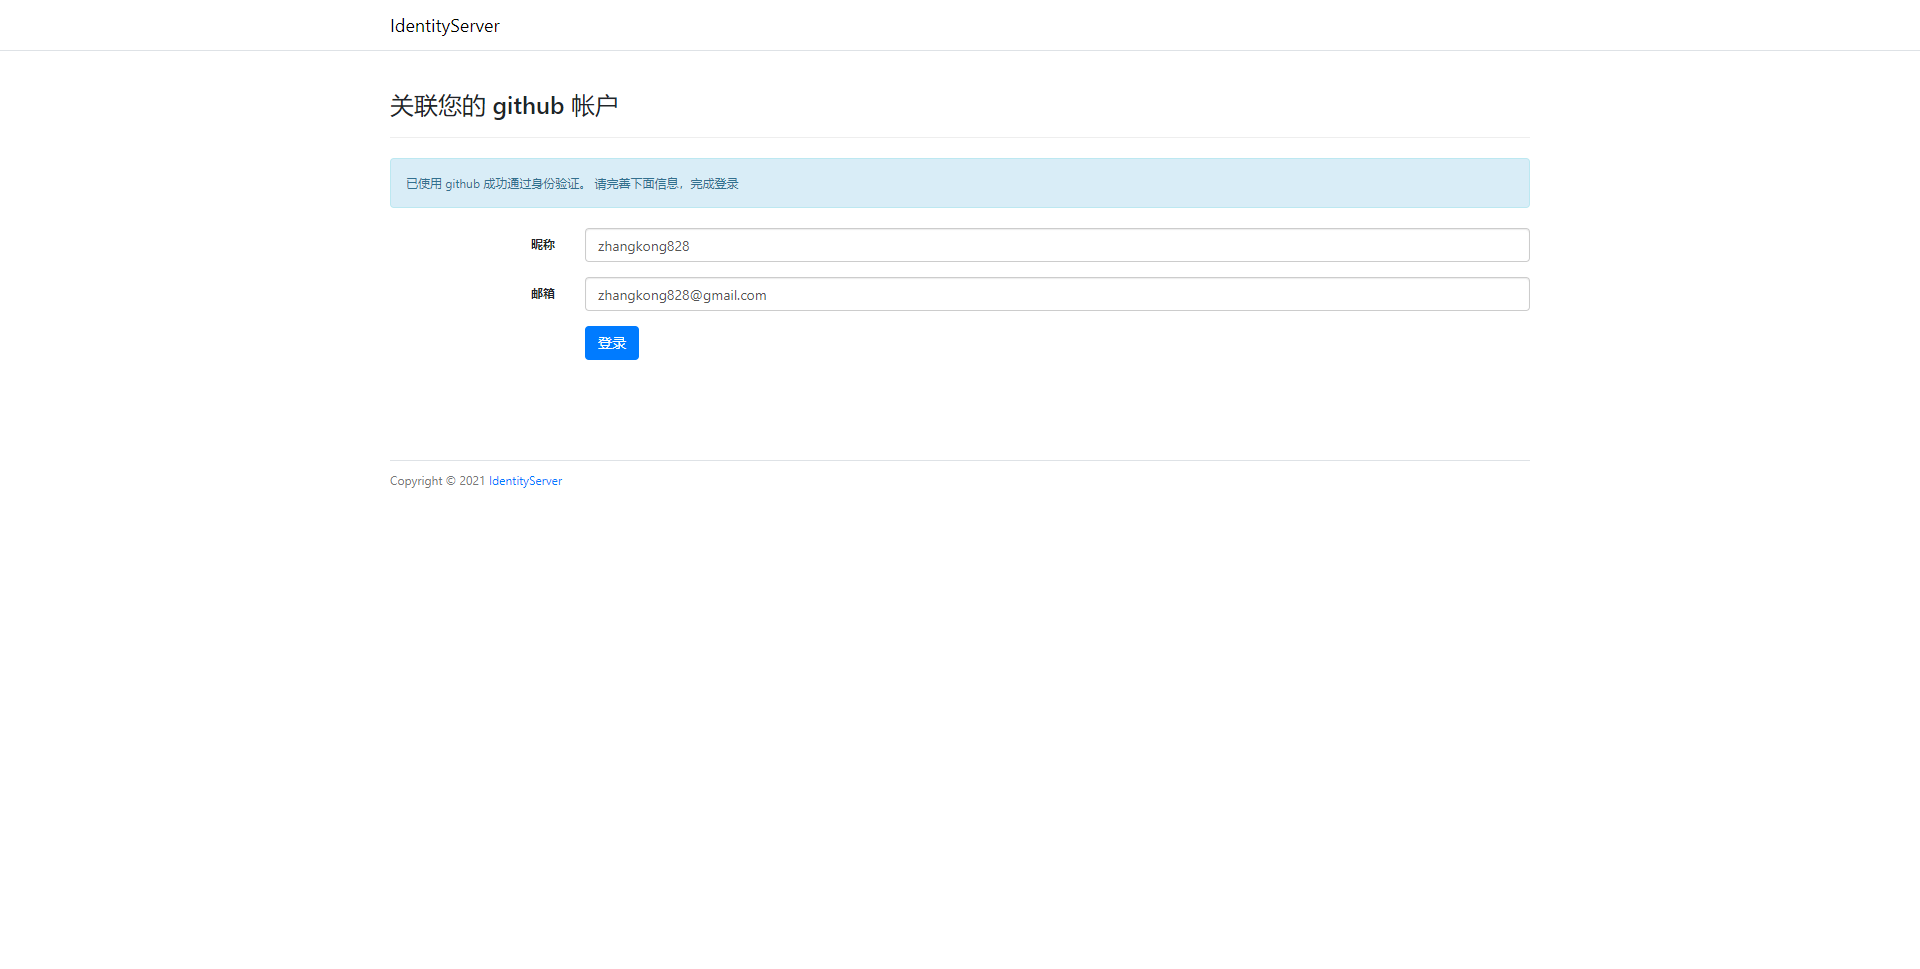 IdentityServer
关联您的 github 帐户
已使用 github 成功通过身份验证。 请完善下面信息，完成登录
昵称 zhangkong828
邮箱 zhangkong828@gmail.com
登录
Copyright © 2021 IdentityServer